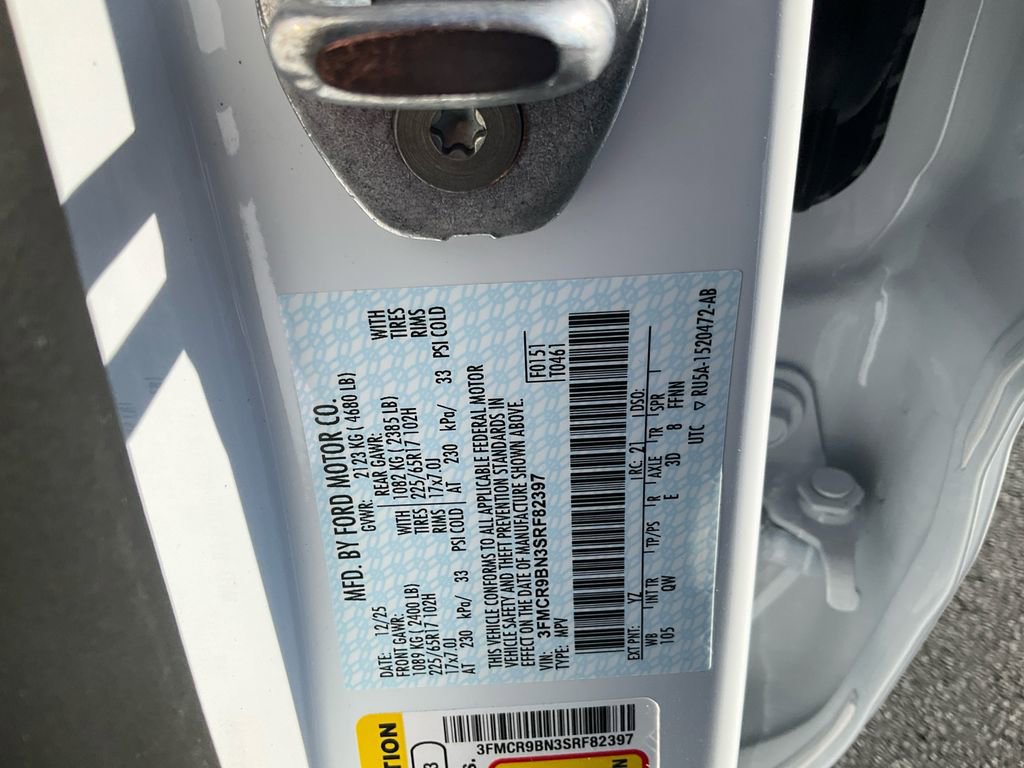 MFD. BY FORD MOTOR CO.
DATE: 12/25 GVWR: 2123 KG ( 4680 LB)
FRONT GAWR: REAR GAWR:
1089 KG (2400 LB) WITH 1082 KG ( 2385 LB) WITH
225/65R17 102H TIRES 225/65R17 102H TIRES
17x7.0J RIMS 17x7.0J RIMS
AT 230 kPa/ 33 PSI COLD AT 230 kPa/ 33 PSI COLD
THIS VEHICLE CONFORMS TO ALL APPLICABLE FEDERAL MOTOR
VEHICLE SAFETY AND THEFT PREVENTION STANDARDS IN
EFFECT ON THE DATE OF MANUFACTURE SHOWN ABOVE.
VIN: 3FMCR9BN3SRF82397
TYPE: MPV
F0151
T0461
EXT PNT: YZ RC: 21 DSO:
WB INT TR TP/PS R AXLE TR SPR
105 QW E 3D 8 FFNN
UTC ▽ RU5A-1520472-AB
3FMCR9BN3SRF82397